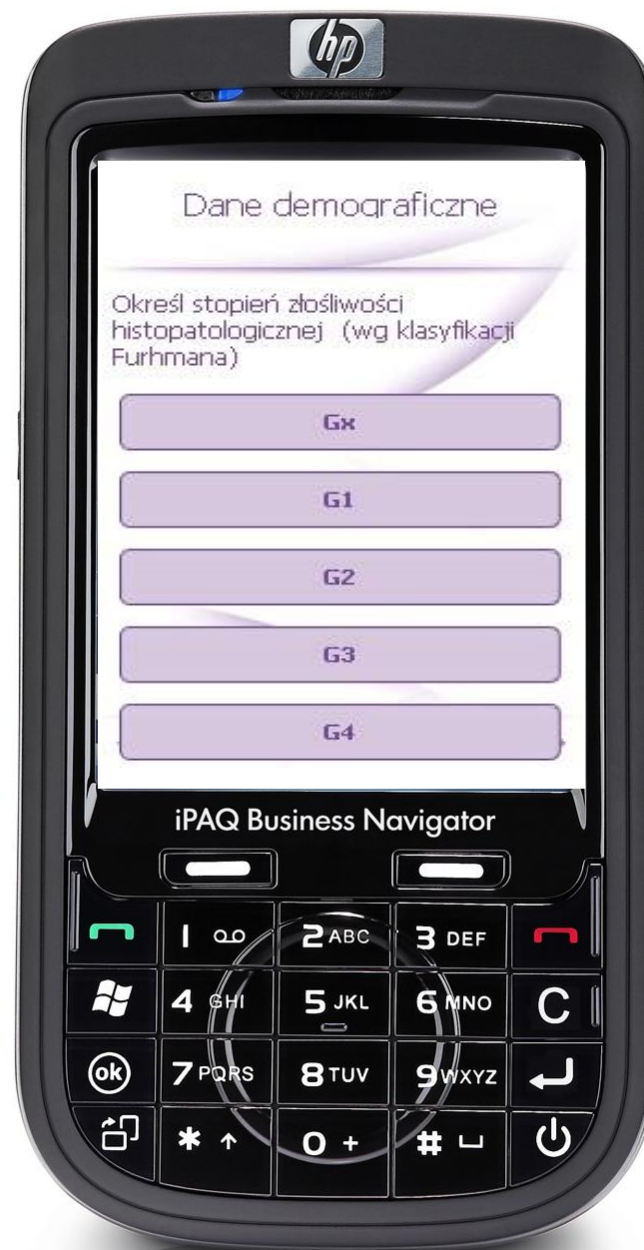 hp
Dane demograficzne
Określ stopień złośliwości
histopatologicznej (wg klasyfikacji
Furhmana)
Gx
G1
G2
G3
G4
iPAQ Business Navigator
1 2 ABC 3 DEF
4 GHI 5 JKL 6 MNO C
ok 7 PQRS 8 TUV 9 WXYZ
* ↑ 0 + #